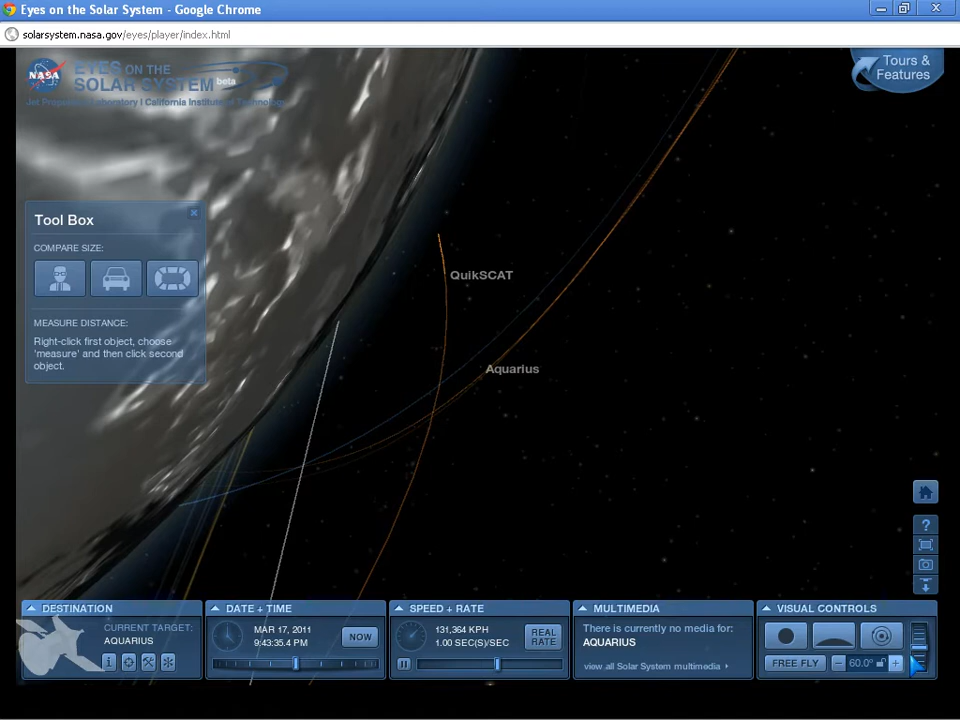 Eyes on the Solar System - Google Chrome
solarsystem.nasa.gov/eyes/player/index.html
NASA
EYES ON THE
SOLAR SYSTEM beta
Jet Propulsion Laboratory | California Institute of Technology
Tours &
Features
Tool Box
COMPARE SIZE:
MEASURE DISTANCE:
Right-click first object, choose
'measure' and then click second
object.
QuikSCAT
Aquarius
?
DESTINATION
CURRENT TARGET:
AQUARIUS
DATE + TIME
MAR 17, 2011
9:43:35.4 PM
NOW
SPEED + RATE
131,364 KPH
1.00 SEC(S)/SEC
REAL
RATE
MULTIMEDIA
There is currently no media for:
AQUARIUS
view all Solar System multimedia
VISUAL CONTROLS
FREE FLY
60.0°